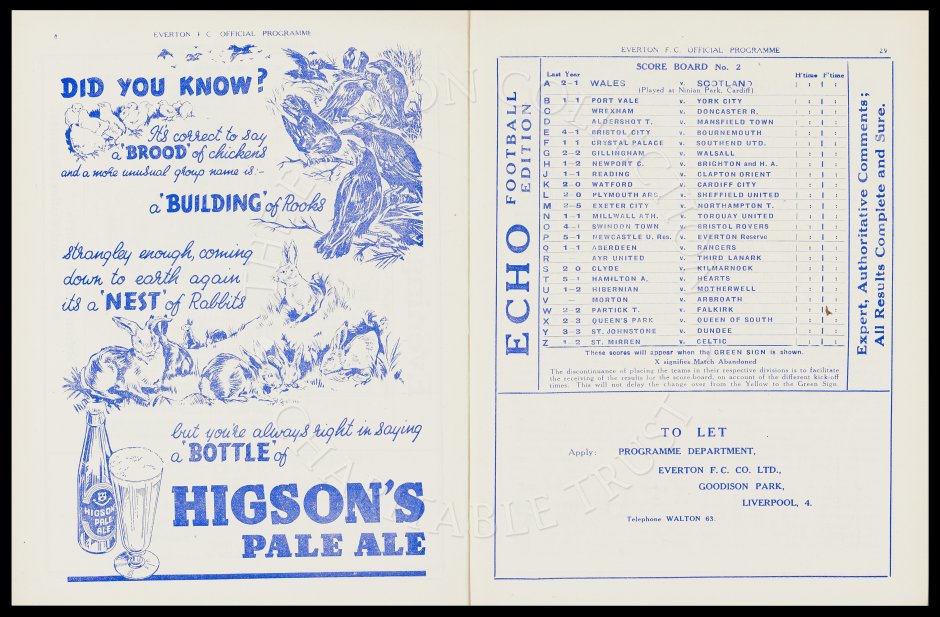 8
EVERTON F.C. OFFICIAL PROGRAMME
DID YOU KNOW?
It's correct to say
a 'BROOD' of chickens
and a more unusual group name is:-
a 'BUILDING' of Rooks
Strangley enough, coming
down to earth again
its a 'NEST' of Rabbits
but you're always right in saying
a 'BOTTLE' of
HIGSON'S
PALE ALE
HIGSON'S
PALE
ALE
EVERTON F.C. OFFICIAL PROGRAMME
29
ECHO FOOTBALL EDITION
SCORE BOARD No. 2
Last Year H'time F'time
A 2-1 WALES v. SCOTLAND
(Played at Ninian Park, Cardiff)
B 1-1 PORT VALE v. YORK CITY
C WREXHAM v. DONCASTER R.
D ALDERSHOT T. v. MANSFIELD TOWN
E 4-1 BRISTOL CITY v. BOURNEMOUTH
F 1 1 CRYSTAL PALACE v. SOUTHEND UTD.
G 2-2 GILLINGHAM v. WALSALL
H 1-2 NEWPORT C. v. BRIGHTON and H. A.
J 1-1 READING v. CLAPTON ORIENT
K 2-0 WATFORD v. CARDIFF CITY
L 2 0 PLYMOUTH ARG. v. SHEFFIELD UNITED
M 2-5 EXETER CITY v. NORTHAMPTON T.
N 1-1 MILLWALL ATH. v. TORQUAY UNITED
O 4-1 SWINDON TOWN v. BRISTOL ROVERS
P 5-1 NEWCASTLE U. Res. v. EVERTON Reserve
Q 1-1 ABERDEEN v. RANGERS
R AYR UNITED v. THIRD LANARK
S 2 0 CLYDE v. KILMARNOCK
T 5-1 HAMILTON A. v. HEARTS
U 1-2 HIBERNIAN v. MOTHERWELL
V — MORTON v. ARBROATH
W 2-2 PARTICK T. v. FALKIRK
X 2-3 QUEEN'S PARK v. QUEEN OF SOUTH
Y 3-3 ST. JOHNSTONE v. DUNDEE
Z 1-2 ST. MIRREN v. CELTIC
These scores will appear when the GREEN SIGN is shown.
X signifies Match Abandoned
The discontinuance of placing the teams in their respective divisions is to facilitate
the receiving of the results for the score-board, on account of the different kick-off
times. This will not delay the change over from the Yellow to the Green Sign.
Expert, Authoritative Comments;
All Results Complete and Sure.
TO LET
Apply: PROGRAMME DEPARTMENT,
EVERTON F. C. CO. LTD.,
GOODISON PARK,
LIVERPOOL, 4.
Telephone WALTON 63.
CHARITABLE TRUST